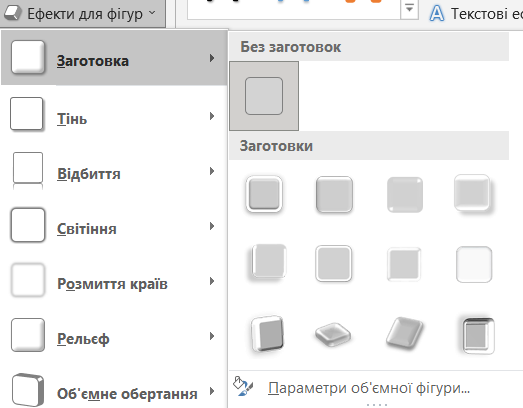 Ефекти для фігур
Текстові е
Заготовка
Тінь
Відбиття
Світіння
Розмиття країв
Рельєф
Об'ємне обертання
Без заготовок
Заготовки
Параметри об'ємної фігури...